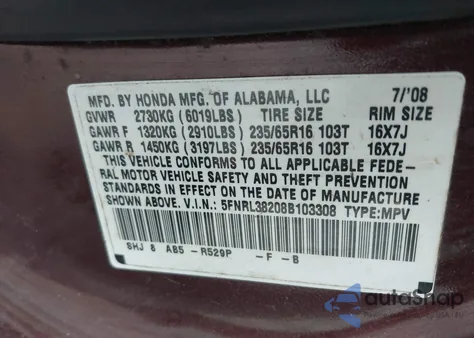 MFD. BY HONDA MFG. OF ALABAMA, LLC 7/'08
GVWR 2730KG (6019LBS) TIRE SIZE RIM SIZE
GAWR F 1320KG (2910LBS) 235/65R16 103T 16X7J
GAWR R 1450KG (3197LBS) 235/65R16 103T 16X7J
THIS VEHICLE CONFORMS TO ALL APPLICABLE FEDE-
RAL MOTOR VEHICLE SAFETY AND THEFT PREVENTION
STANDARDS IN EFFECT ON THE DATE OF MANUFACTURE
SHOWN ABOVE. V.I.N.: 5FNRL38208B103308 TYPE:MPV
SHJ 8 AB5 -R529P -F -B
autoSnap